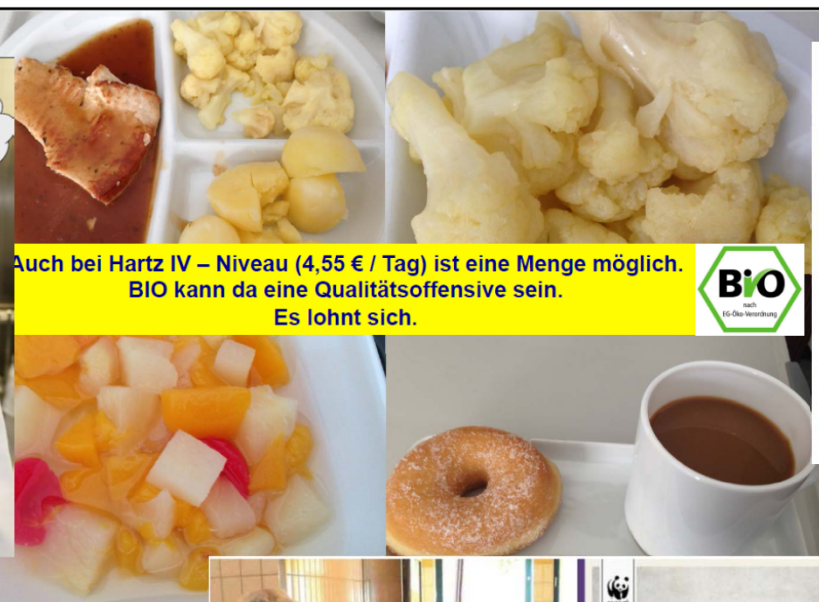 Auch bei Hartz IV – Niveau (4,55 € / Tag) ist eine Menge möglich.
BIO kann da eine Qualitätsoffensive sein.
Es lohnt sich.
Bio
nach
EG-Öko-Verordnung